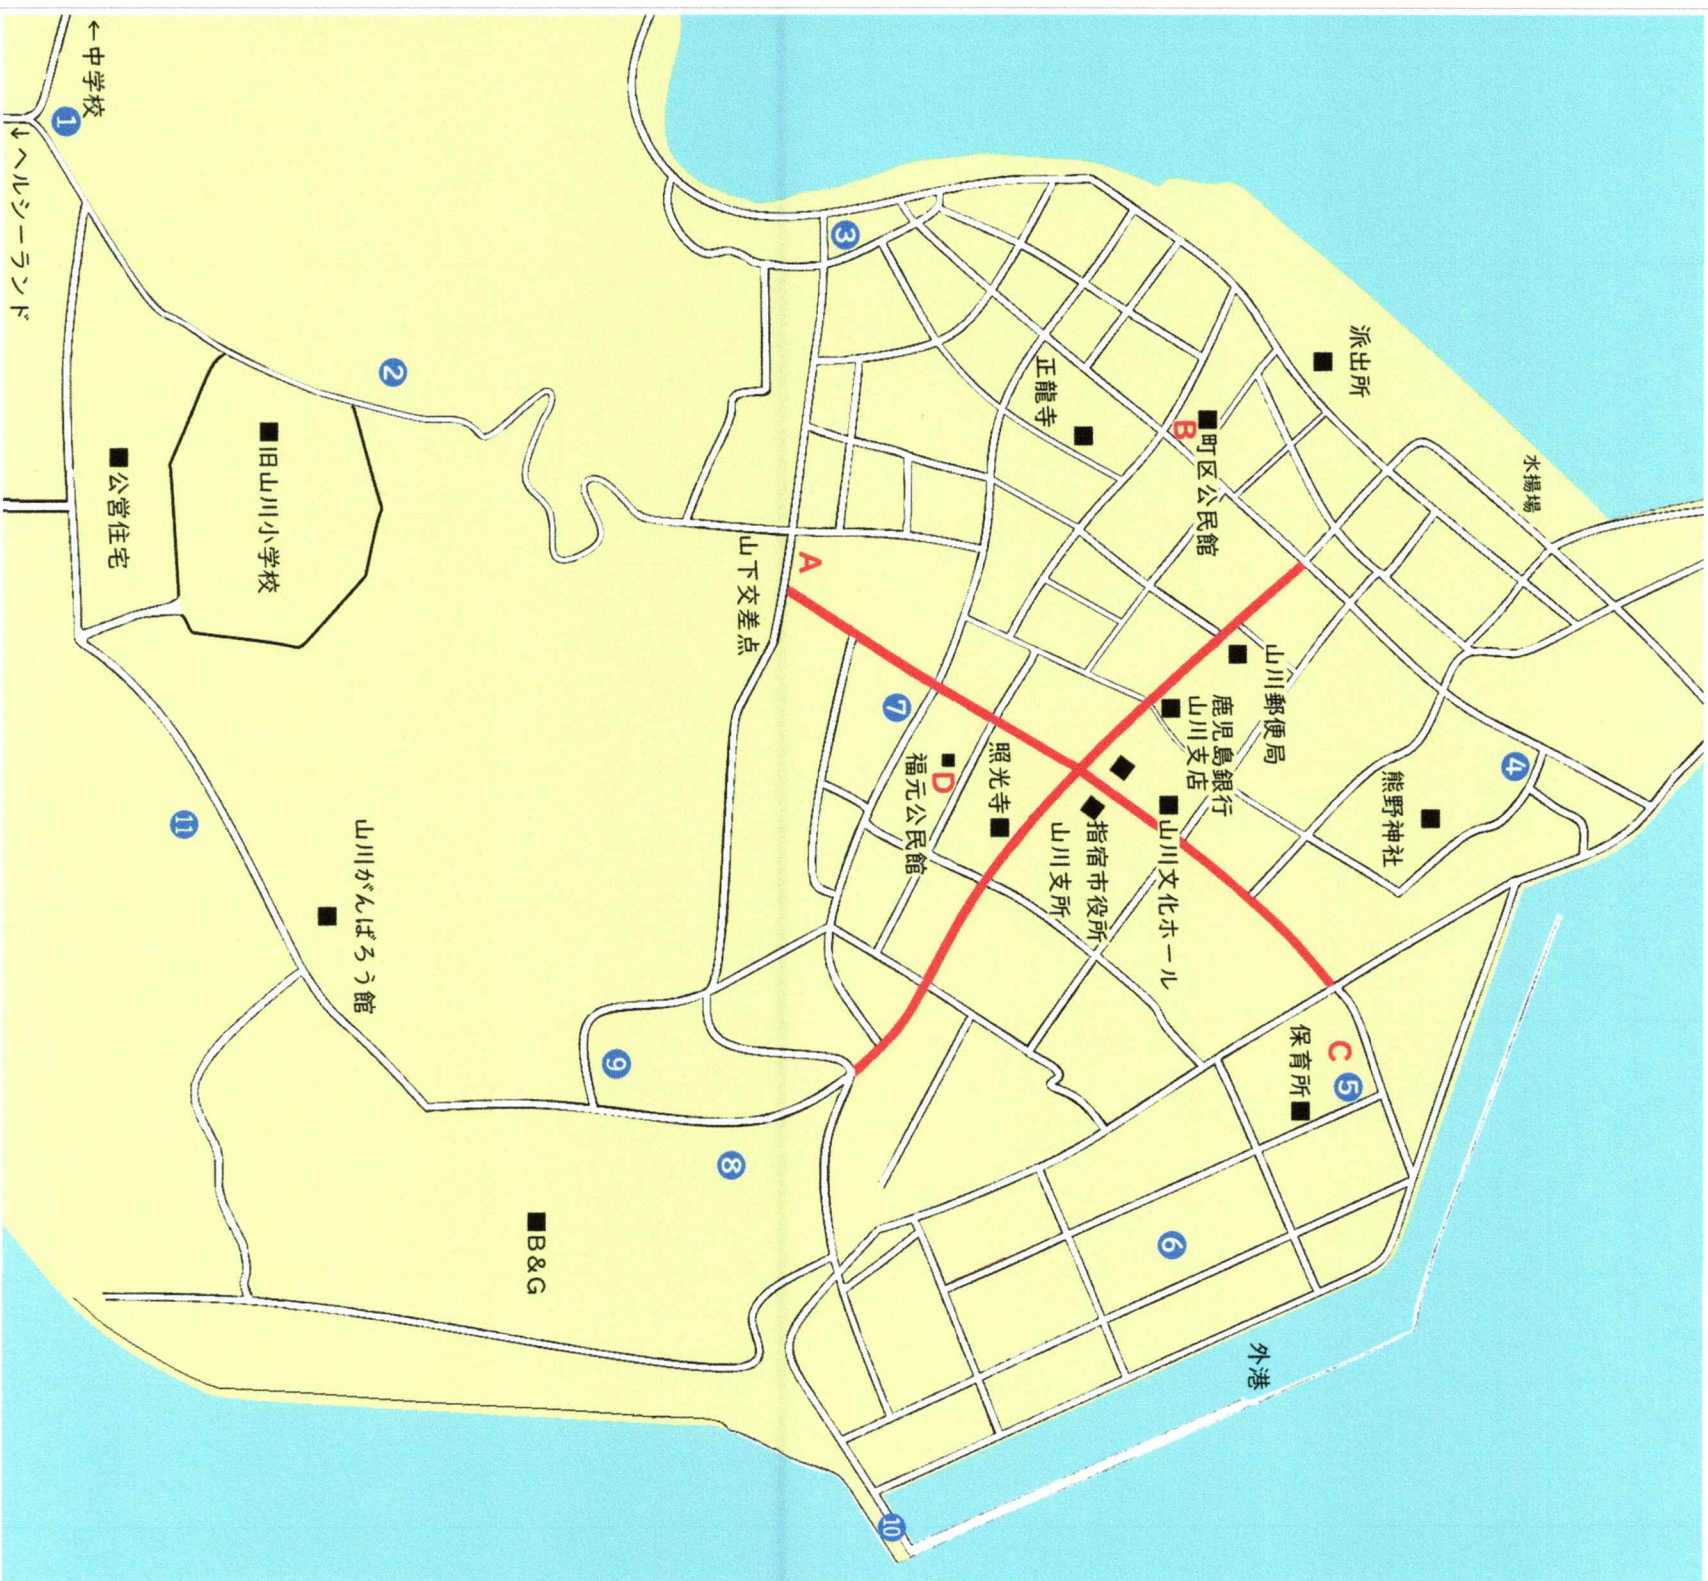 ←中学校
1
↓ヘルシーランド
2
3
派出所
水揚場
正龍寺
B
町区公民館
公営住宅
旧山川小学校
A
山下交差点
山川郵便局
鹿児島銀行
山川支店
4
熊野神社
7
D
福元公民館
照光寺
指宿市役所
山川支所
山川文化ホール
11
山川がんばろう館
保育所
C
5
9
8
6
B&G
外港
10